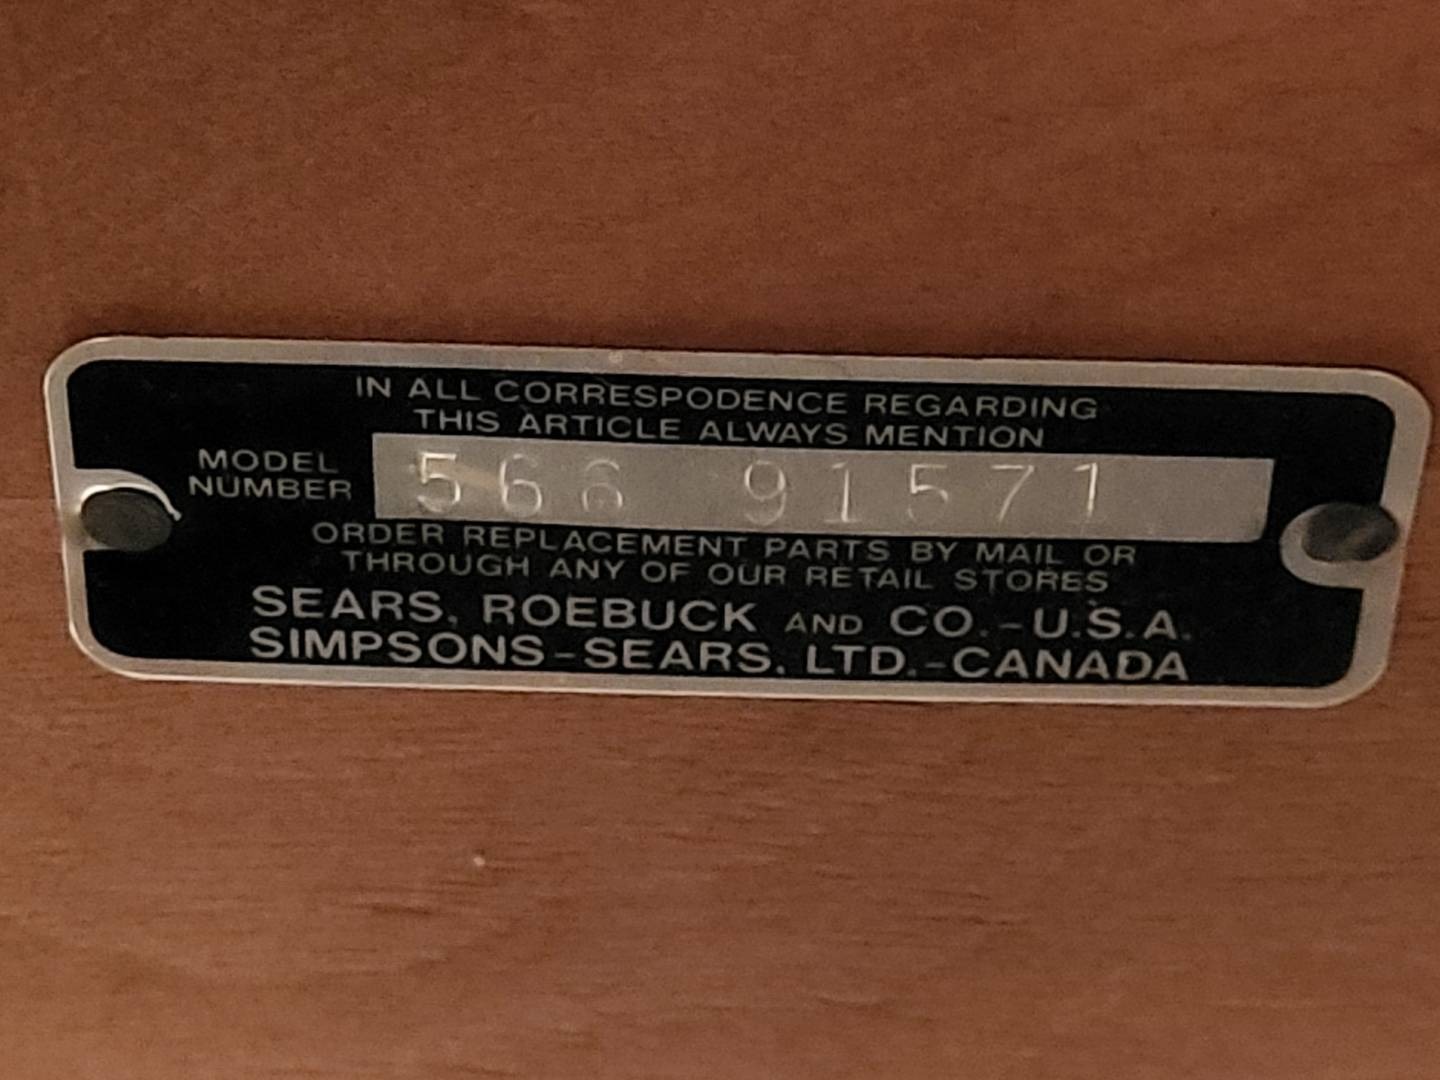 IN ALL CORRESPODENCE REGARDING
THIS ARTICLE ALWAYS MENTION
MODEL
NUMBER
566 91571
ORDER REPLACEMENT PARTS BY MAIL OR
THROUGH ANY OF OUR RETAIL STORES
SEARS, ROEBUCK AND CO.-U.S.A.
SIMPSONS-SEARS, LTD.-CANADA